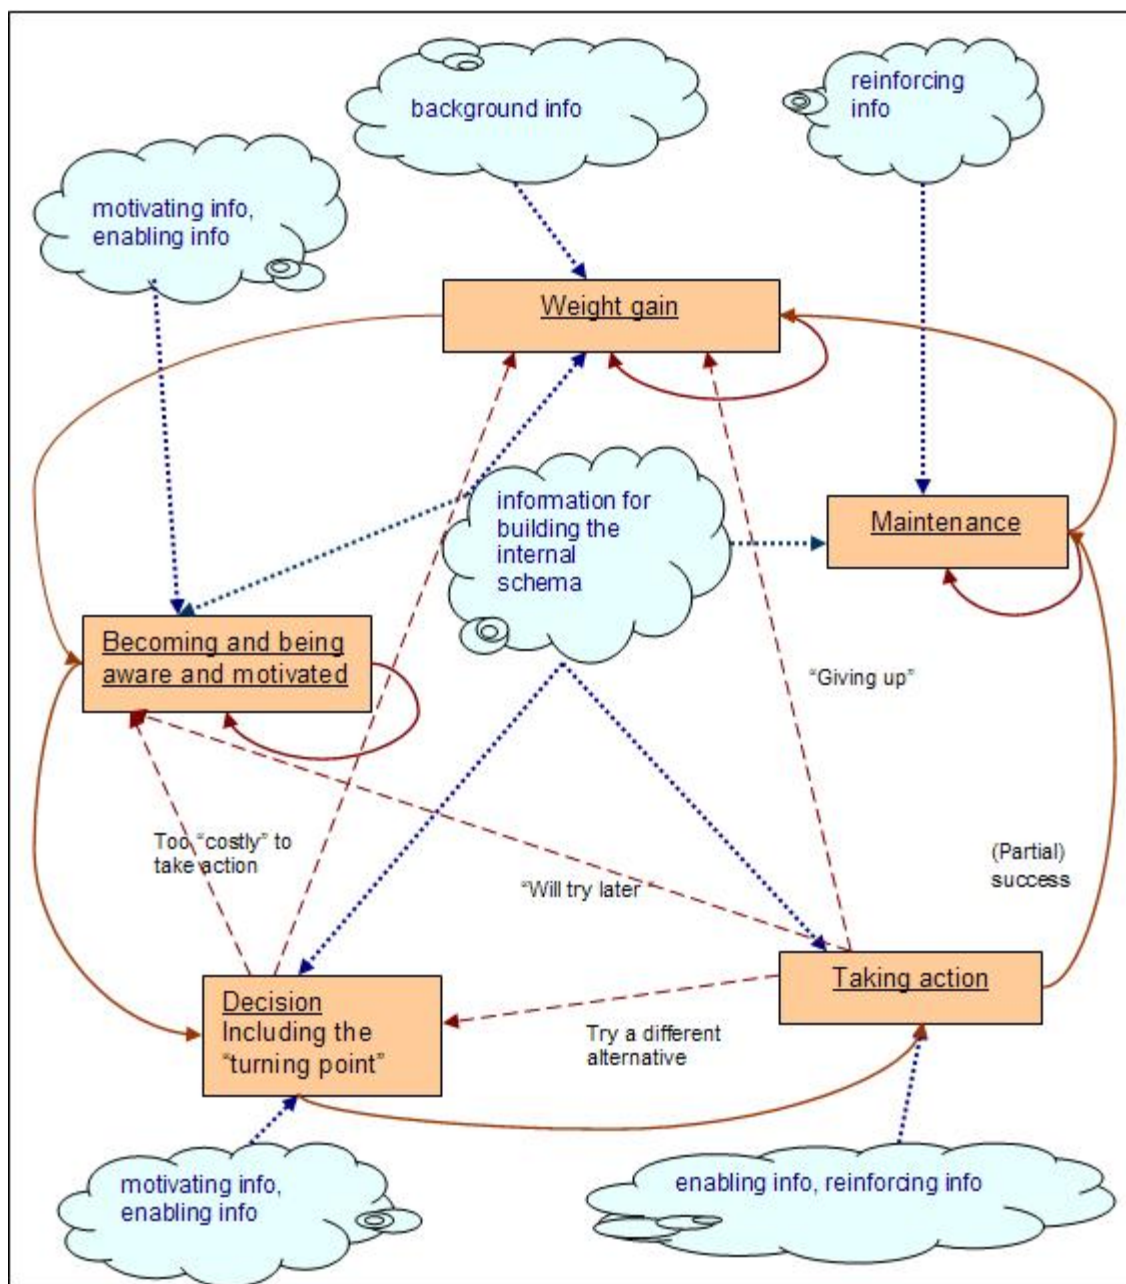 background info
reinforcing
info
motivating info,
enabling info
Weight gain
information for
building the
internal
schema
Maintenance
Becoming and being
aware and motivated
“Giving up”
Too “costly” to
take action
“Will try later”
(Partial)
success
Decision
Including the
“turning point”
Taking action
Try a different
alternative
motivating info,
enabling info
enabling info, reinforcing info